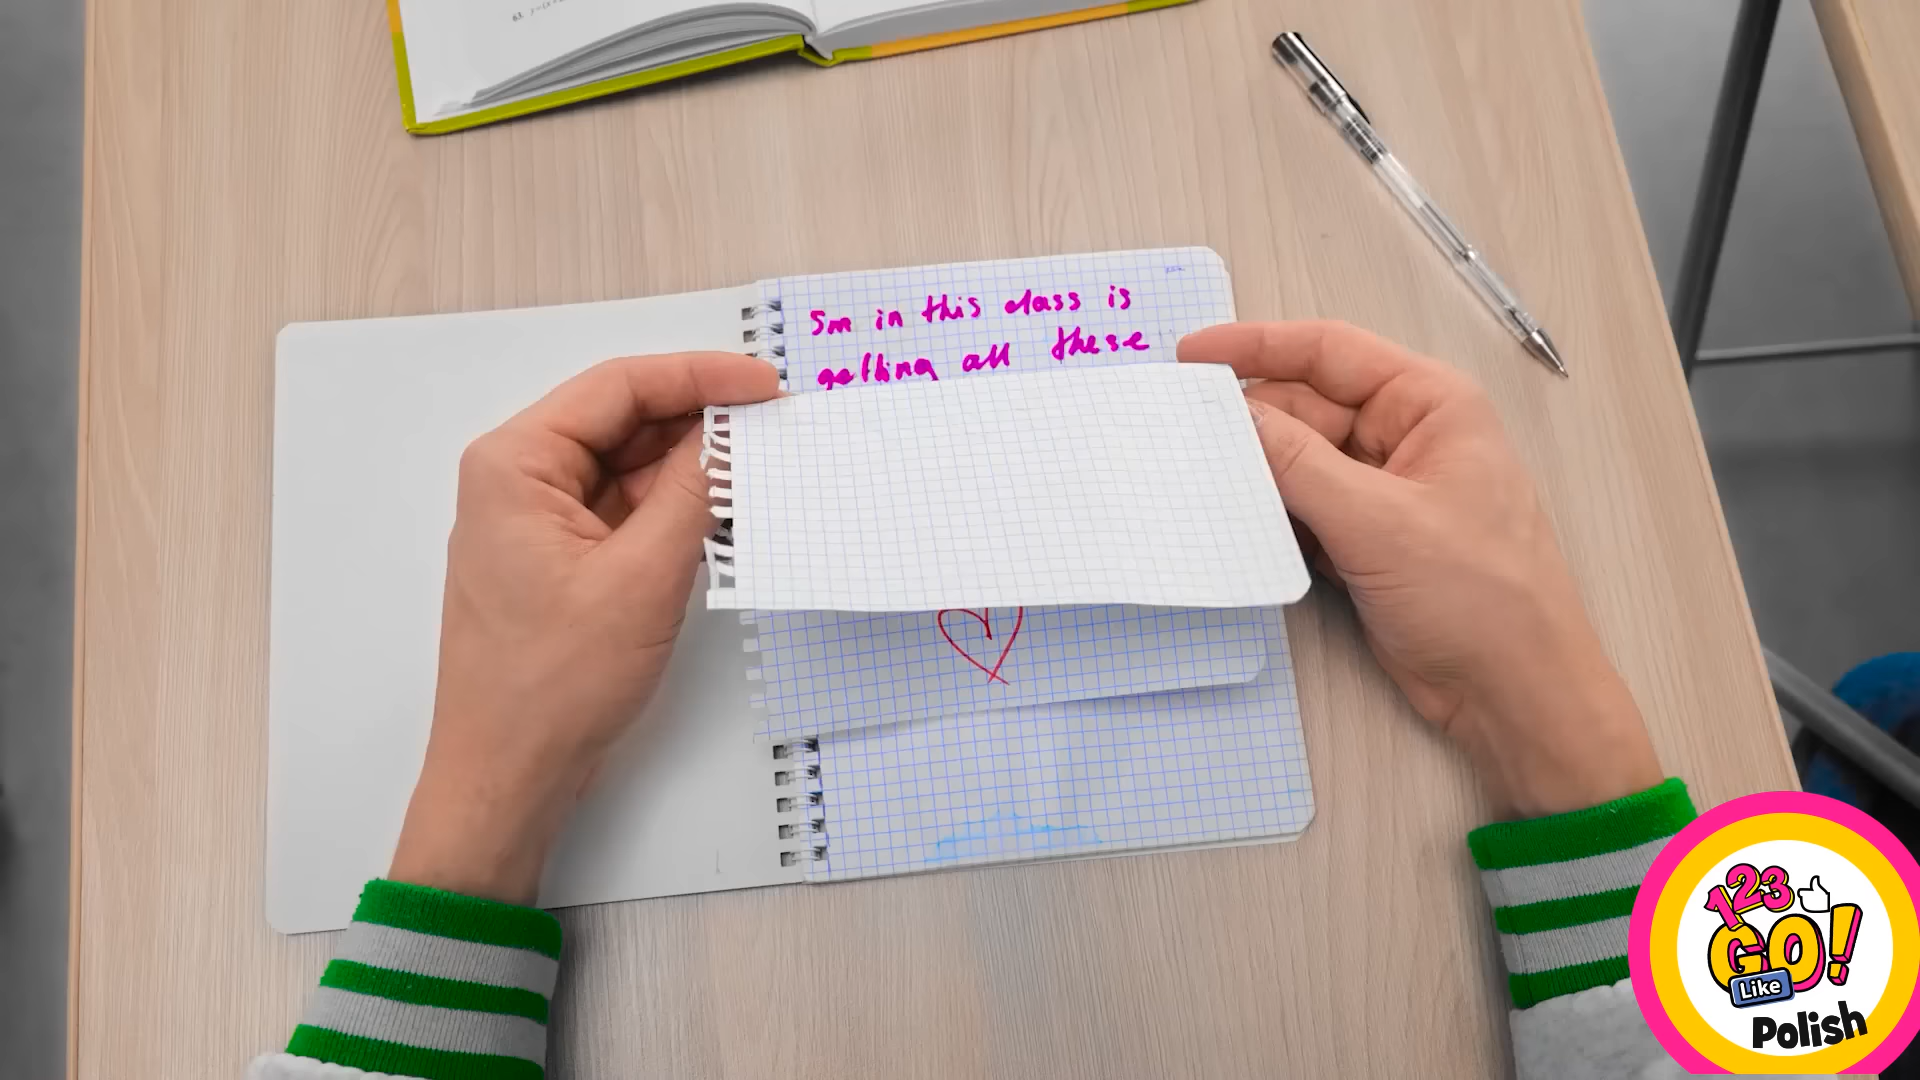 Sm in this class is
getting all these
123
GO!
Like
Polish